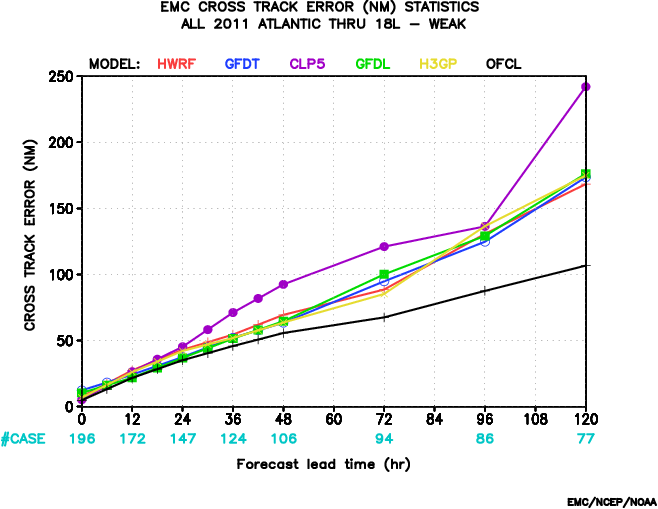 EMC CROSS TRACK ERROR (NM) STATISTICS
ALL 2011 ATLANTIC THRU 18L - WEAK
MODEL: HWRF GFDT CLP5 GFDL H3GP OFCL
250
200
150
100
50
0
CROSS TRACK ERROR (NM)
0 12 24 36 48 60 72 84 96 108 120
#CASE 196 172 147 124 106 94 86 77
Forecast lead time (hr)
EMC/NCEP/NOAA